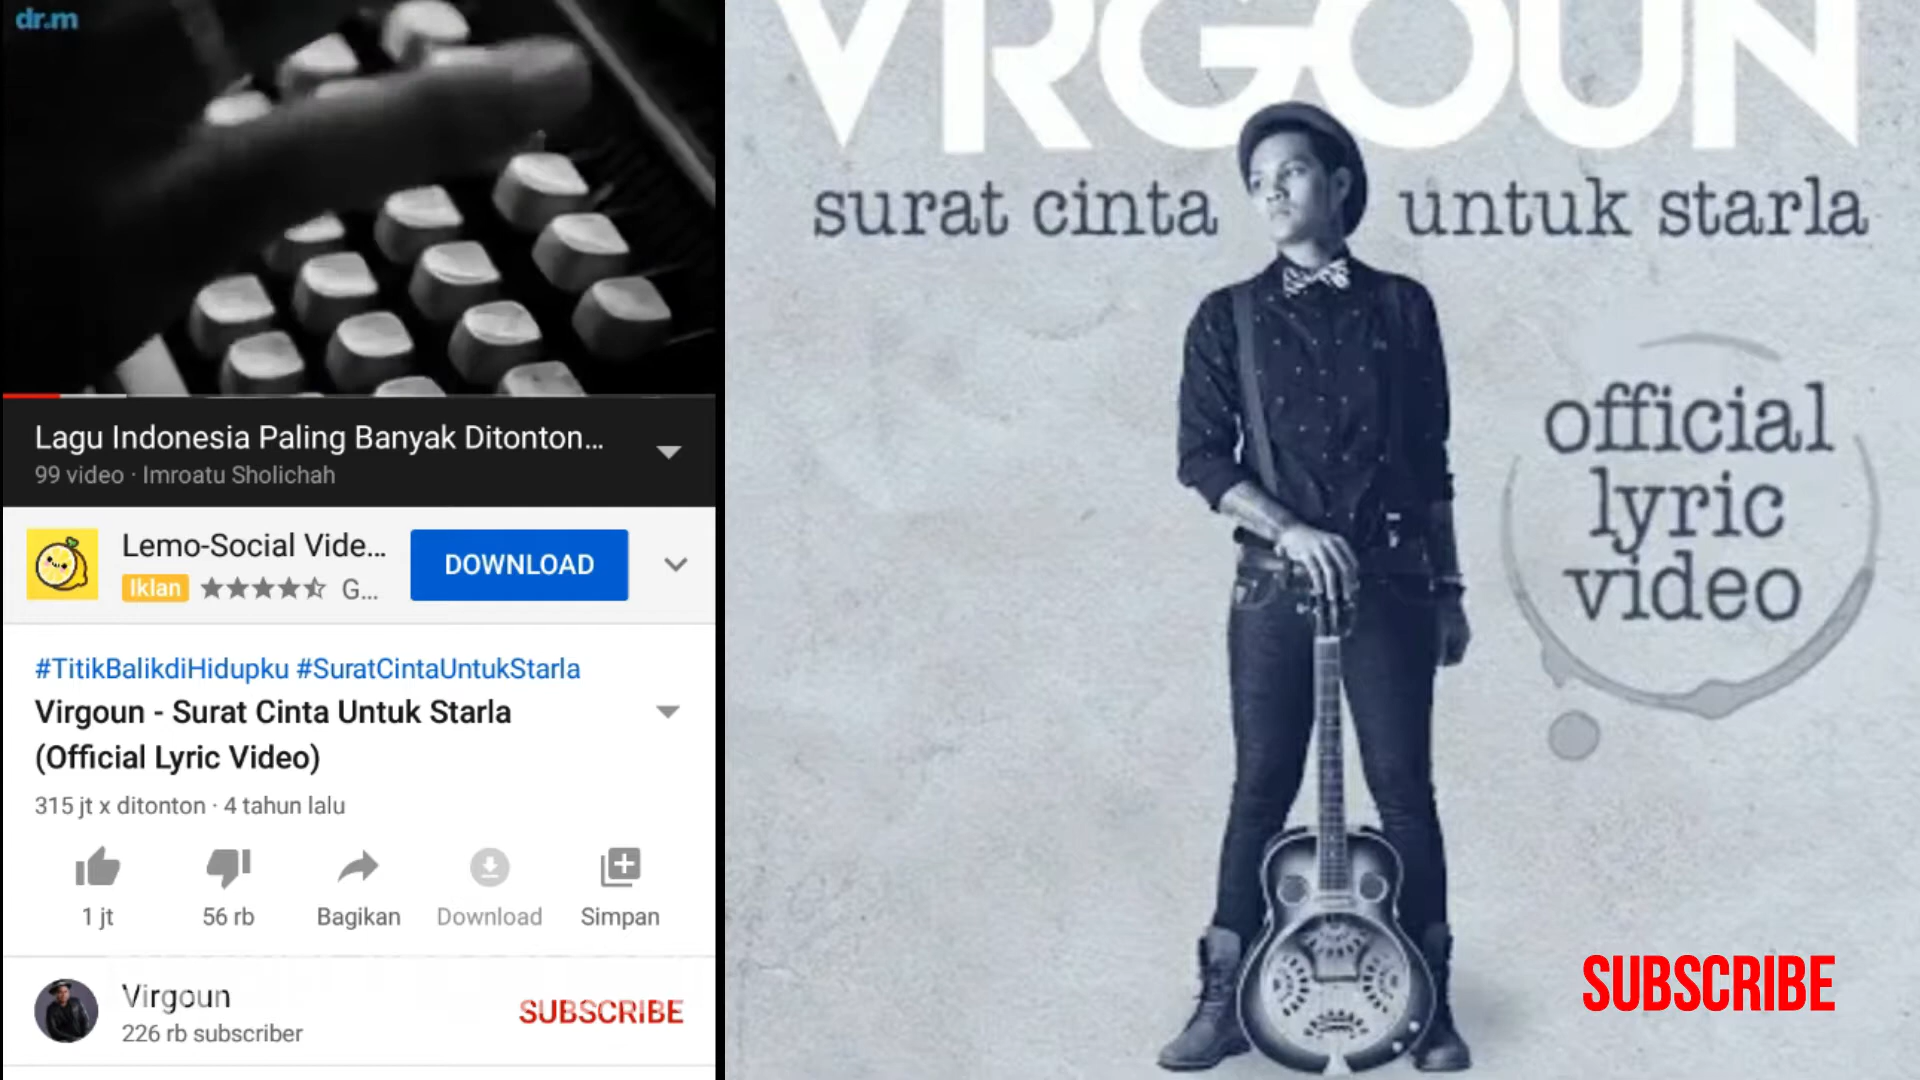 dr.m
Lagu Indonesia Paling Banyak Ditonton...
99 video · Imroatu Sholichah
Lemo-Social Vide...
Iklan G...
DOWNLOAD
#TitikBalikdiHidupku #SuratCintaUntukStarla
Virgoun - Surat Cinta Untuk Starla
(Official Lyric Video)
315 jt x ditonton · 4 tahun lalu
1 jt
56 rb
Bagikan
Download
Simpan
Virgoun
226 rb subscriber
SUBSCRIBE
VIRGOUN
surat cinta untuk starla
official
lyric
video
SUBSCRIBE